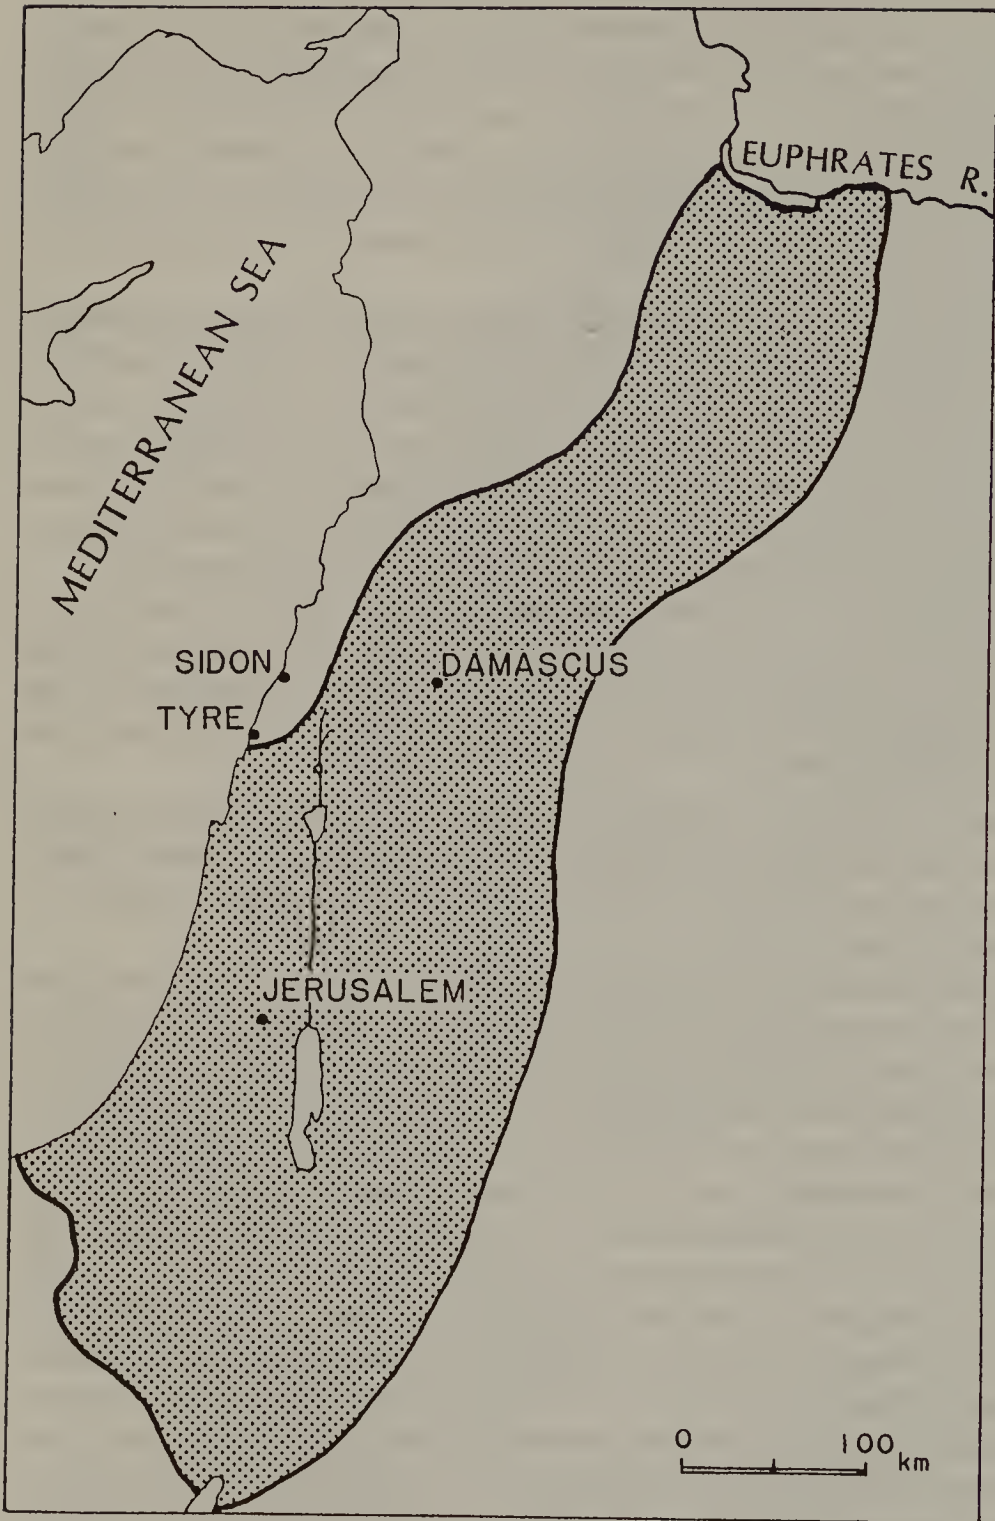 EUPHRATES R.
MEDITERRANEAN SEA
SIDON
DAMASCUS
TYRE
JERUSALEM
0 100 km